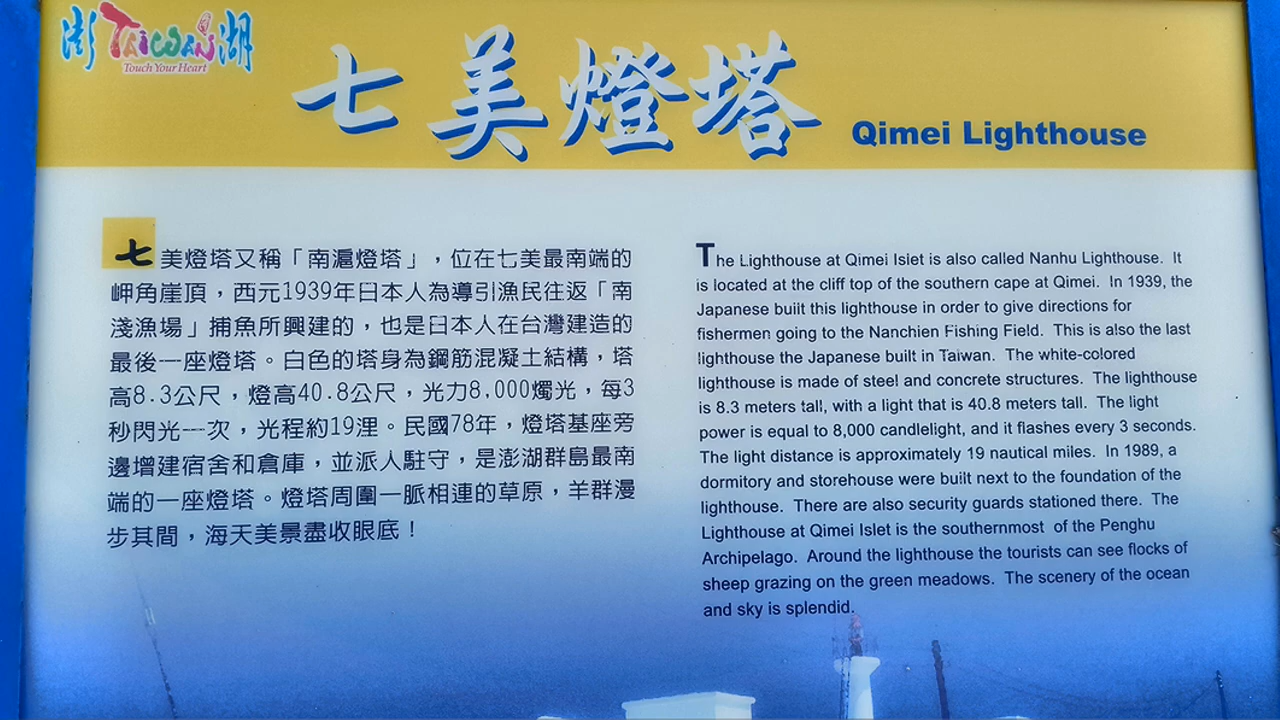 澎 TAIWAN 湖
Touch Your Heart
七美燈塔 Qimei Lighthouse
七美燈塔又稱「南滬燈塔」，位在七美最南端的
岬角崖頂，西元1939年日本人為導引漁民往返「南
淺漁場」捕魚所興建的，也是日本人在台灣建造的
最後一座燈塔。白色的塔身為鋼筋混凝土結構，塔
高8.3公尺，燈高40.8公尺，光力8,000燭光，每3
秒閃光一次，光程約19浬。民國78年，燈塔基座旁
邊增建宿舍和倉庫，並派人駐守，是澎湖群島最南
端的一座燈塔。燈塔周圍一脈相連的草原，羊群漫
步其間，海天美景盡收眼底！
The Lighthouse at Qimei Islet is also called Nanhu Lighthouse. It
is located at the cliff top of the southern cape at Qimei. In 1939, the
Japanese buiit this lighthouse in order to give directions for
fishermen going to the Nanchien Fishing Field. This is also the last
lighthouse the Japanese built in Taiwan. The white-colored
lighthouse is made of steel and concrete structures. The lighthouse
is 8.3 meters tall, with a light that is 40.8 meters tall. The light
power is equal to 8,000 candlelight, and it flashes every 3 seconds.
The light distance is approximately 19 nautical miles. In 1989, a
dormitory and storehouse were built next to the foundation of the
lighthouse. There are also security guards stationed there. The
Lighthouse at Qimei Islet is the southernmost of the Penghu
Archipelago. Around the lighthouse the tourists can see flocks of
sheep grazing on the green meadows. The scenery of the ocean
and sky is splendid.